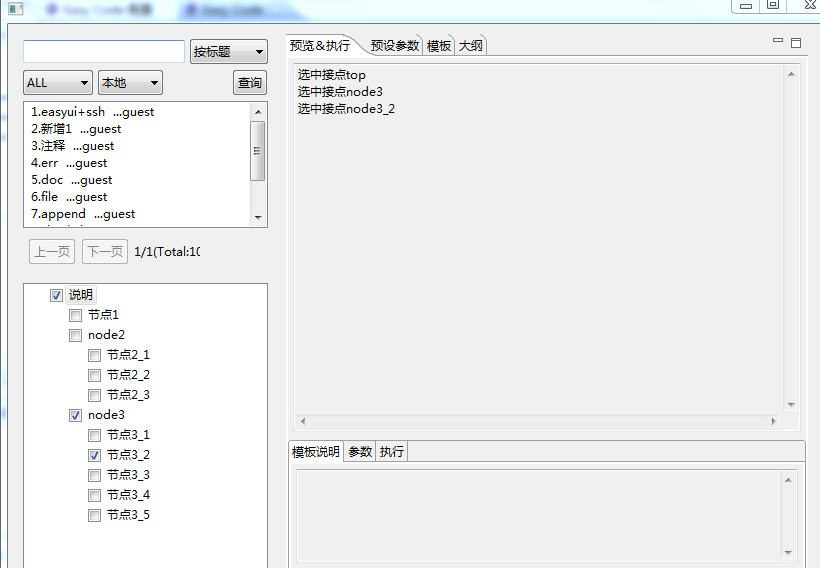 Easy Code
按标题
ALL 本地 查询
1.easyui+ssh ...guest
2.新增1 ...guest
3.注释 ...guest
4.err ...guest
5.doc ...guest
6.file ...guest
7.append ...guest
上一页 下一页 1/1(Total:10
说明
节点1
node2
节点2_1
节点2_2
节点2_3
node3
节点3_1
节点3_2
节点3_3
节点3_4
节点3_5
预览&执行 预设参数 模板 大纲
选中接点top
选中接点node3
选中接点node3_2
模板说明 参数 执行